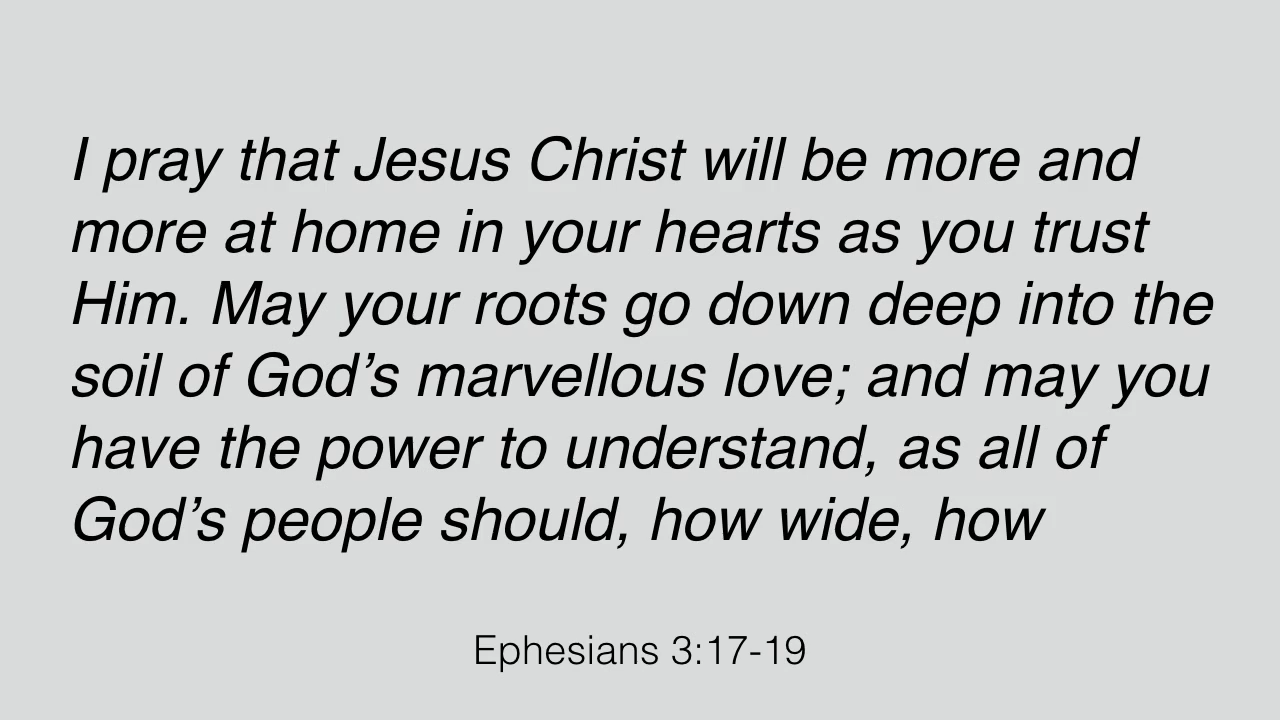 I pray that Jesus Christ will be more and
more at home in your hearts as you trust
Him. May your roots go down deep into the
soil of God’s marvellous love; and may you
have the power to understand, as all of
God’s people should, how wide, how
Ephesians 3:17-19